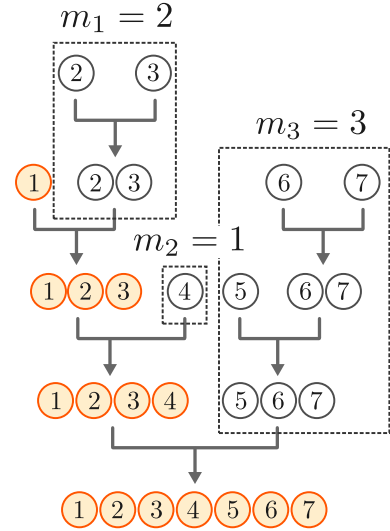 m₁ = 2
2 3
m₃ = 3
1 2 3 6 7
m₂ = 1
1 2 3 4 5 6 7
1 2 3 4 5 6 7
1 2 3 4 5 6 7